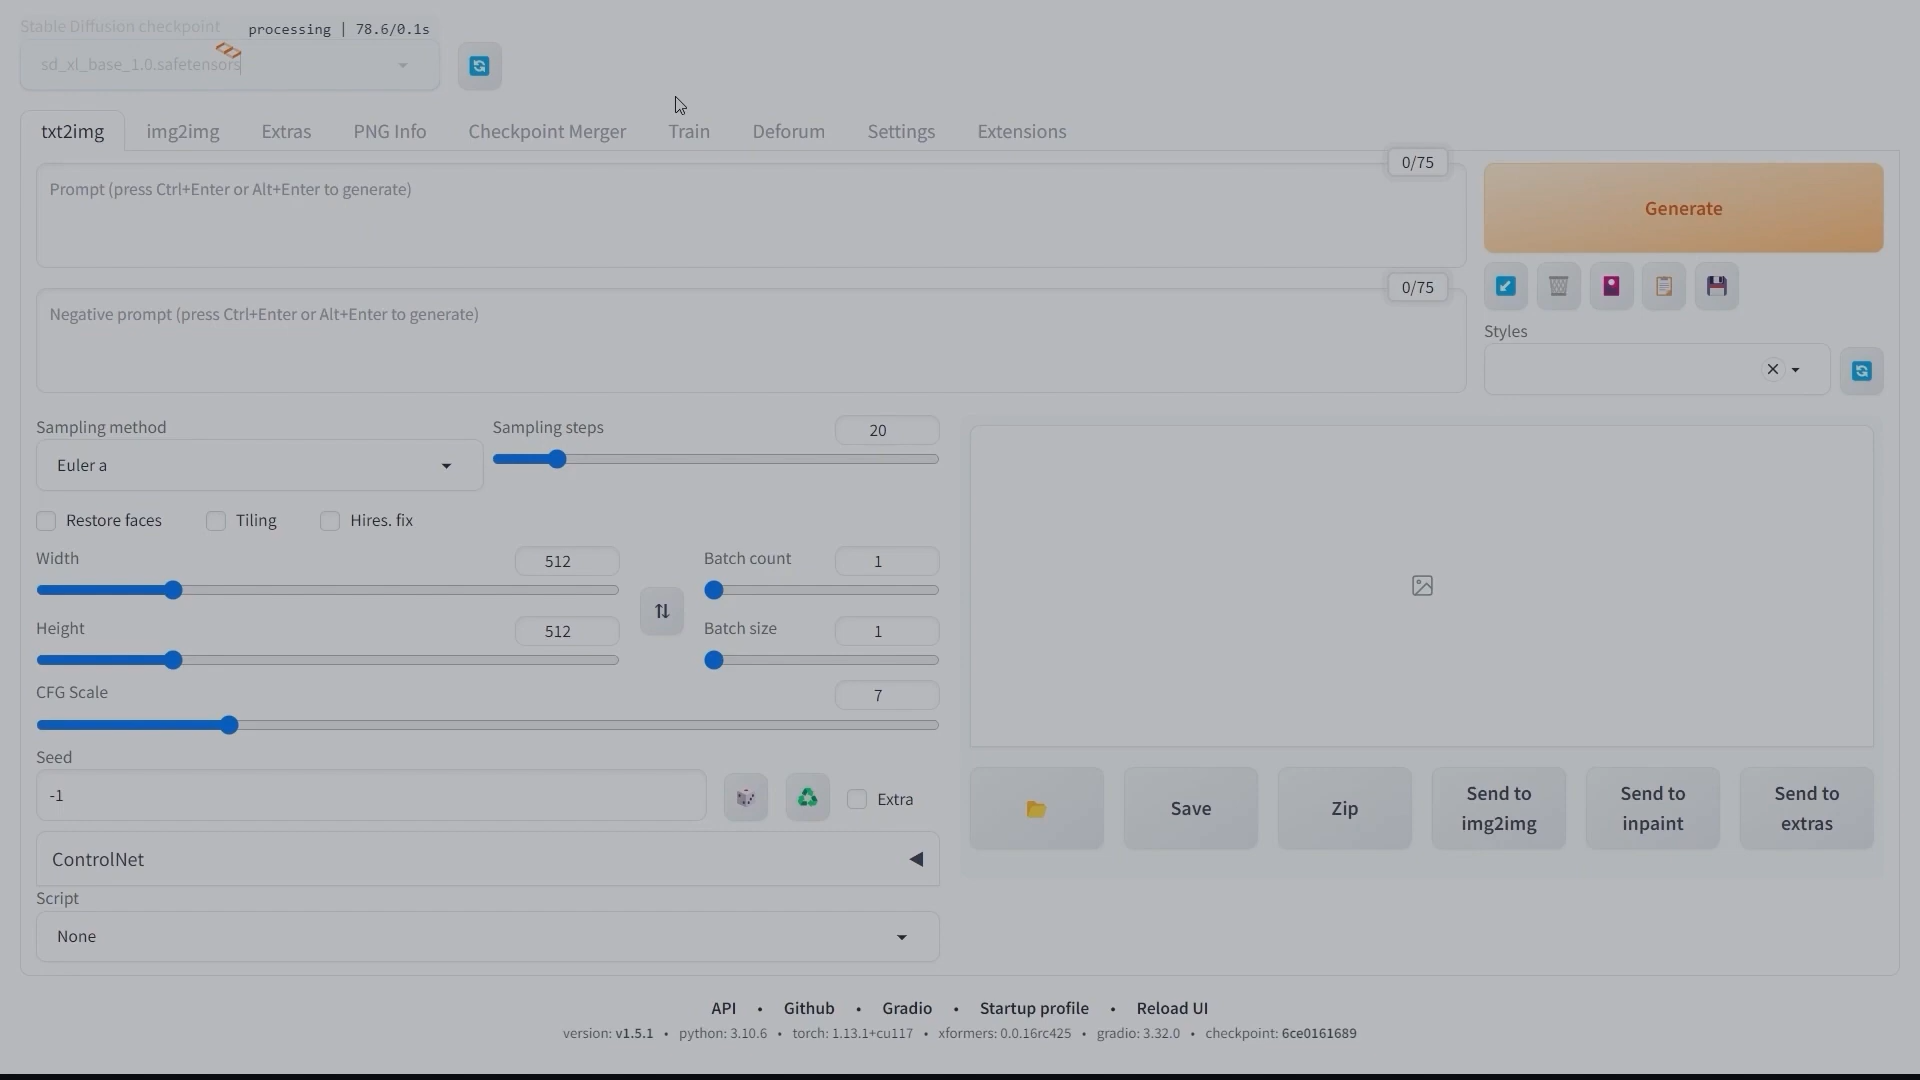 Stable Diffusion checkpoint
processing | 78.6/0.1s
sd_xl_base_1.0.safetensors
txt2img img2img Extras PNG Info Checkpoint Merger Train Deforum Settings Extensions
0/75
Prompt (press Ctrl+Enter or Alt+Enter to generate)
Generate
0/75
Negative prompt (press Ctrl+Enter or Alt+Enter to generate)
Styles
Sampling method
Euler a
Sampling steps
20
Restore faces Tiling Hires. fix
Width
512
Batch count
1
Height
512
Batch size
1
CFG Scale
7
Seed
-1
Extra
Save
Zip
Send to
img2img
Send to
inpaint
Send to
extras
ControlNet
Script
None
API • Github • Gradio • Startup profile • Reload UI
version: v1.5.1 • python: 3.10.6 • torch: 1.13.1+cu117 • xformers: 0.0.16rc425 • gradio: 3.32.0 • checkpoint: 6ce0161689